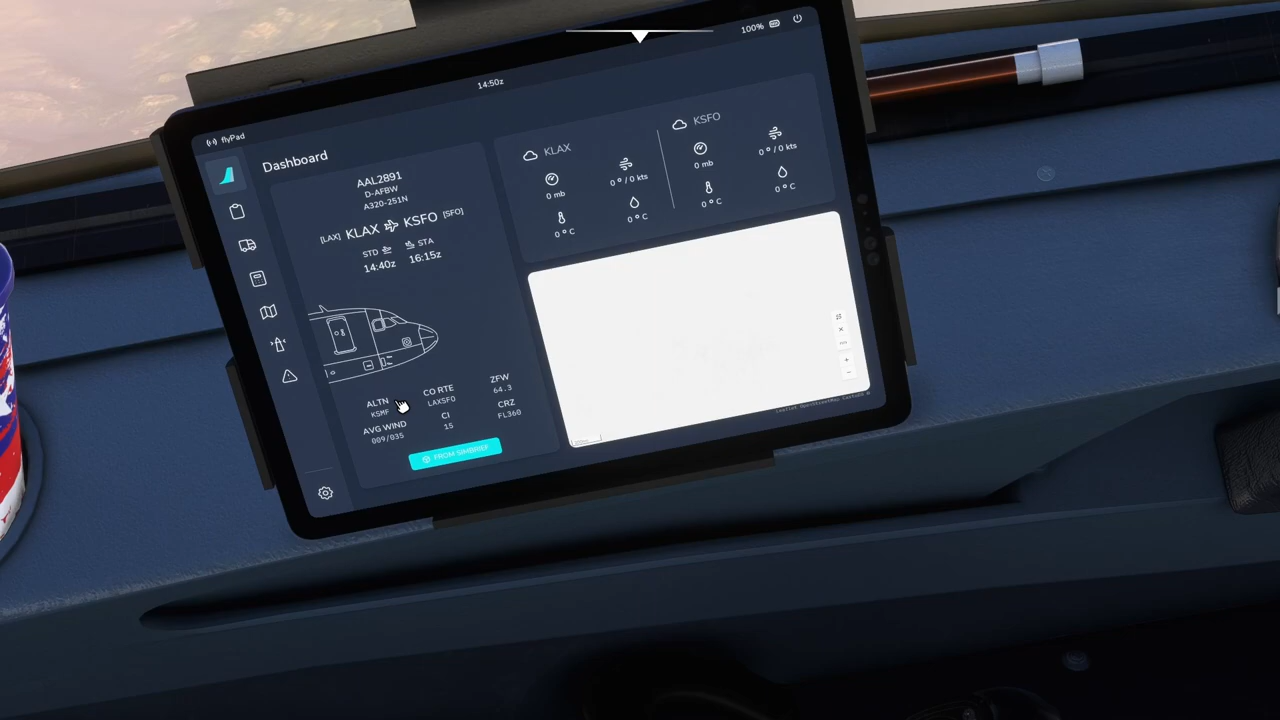 14:50z
100%
flyPad
Dashboard
AAL2891
D-AFBW
A320-251N
[LAX] KLAX KSFO [SFO]
STD STA
14:40z 16:15z
ALTN CO RTE ZFW
KSMF LAXSFO 64.3
AVG WIND CI CRZ
009/035 15 FL360
FROM SIMBRIEF
KLAX
0 mb 0 º / 0 kts
0 º C 0 º C
KSFO
0 mb 0 º / 0 kts
0 º C 0 º C
+
−